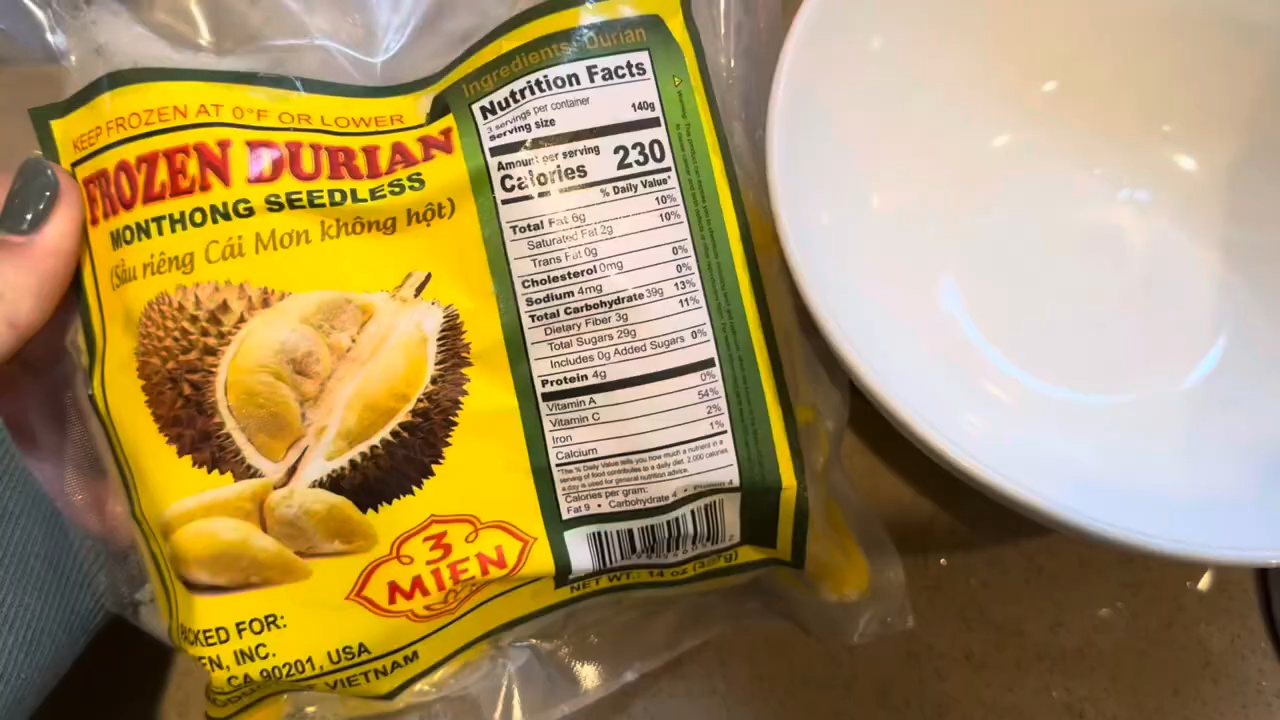 KEEP FROZEN AT 0°F OR LOWER
FROZEN DURIAN
MONTHONG SEEDLESS
(Sầu riêng Cái Mơn không hột)
3
MIEN
ACKED FOR:
EN, INC.
CA 90201, USA
VIETNAM
Ingredients: Durian
Nutrition Facts
3 servings per container
serving size 140g
Amount per serving
Calories 230
% Daily Value*
Total Fat 6g 10%
Saturated Fat 2g 10%
Trans Fat 0g
Cholesterol 0mg 0%
Sodium 4mg 0%
Total Carbohydrate 39g 13%
Dietary Fiber 3g 11%
Total Sugars 29g
Includes 0g Added Sugars 0%
Protein 4g
Vitamin A 0%
Vitamin C 54%
Iron 2%
Calcium 1%
*The % Daily Value tells you how much a nutrient in a
serving of food contributes to a daily diet. 2,000 calories
a day is used for general nutrition advice.
Calories per gram:
Fat 9 • Carbohydrate 4 • Protein 4
NET WT.: 14 oz (397g)